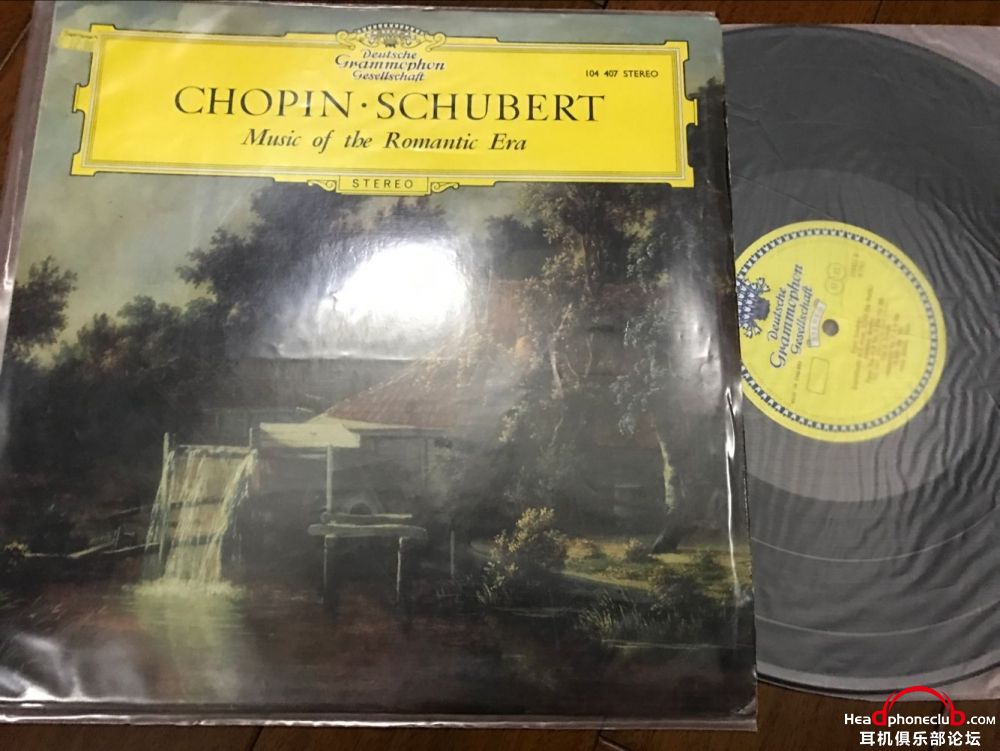 Deutsche
Grammophon
Gesellschaft
104 407 STEREO
CHOPIN · SCHUBERT
Music of the Romantic Era
STEREO
Deutsche
Grammophon
Gesellschaft
Headphoneclub.com
耳机俱乐部论坛